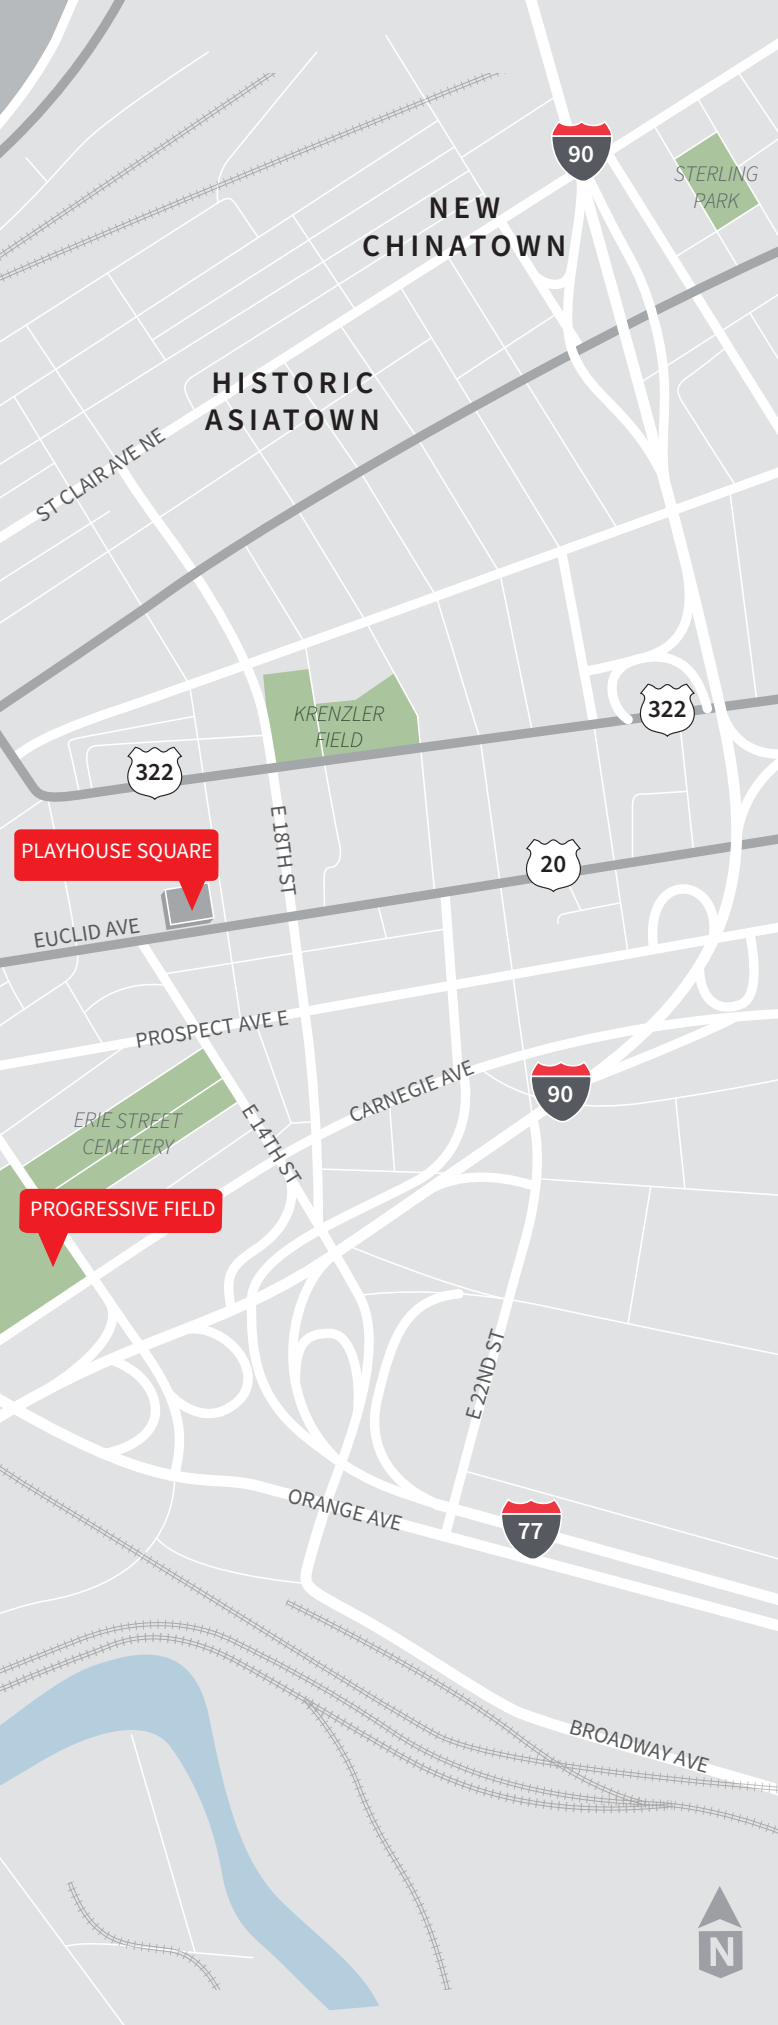 90
STERLING
PARK
NEW
CHINATOWN
HISTORIC
ASIATOWN
ST CLAIR AVE NE
KRENZLER
FIELD
322
322
E 18TH ST
PLAYHOUSE SQUARE
20
EUCLID AVE
PROSPECT AVE E
CARNEGIE AVE
90
ERIE STREET
CEMETERY
E 14TH ST
PROGRESSIVE FIELD
E 22ND ST
ORANGE AVE
77
BROADWAY AVE
N